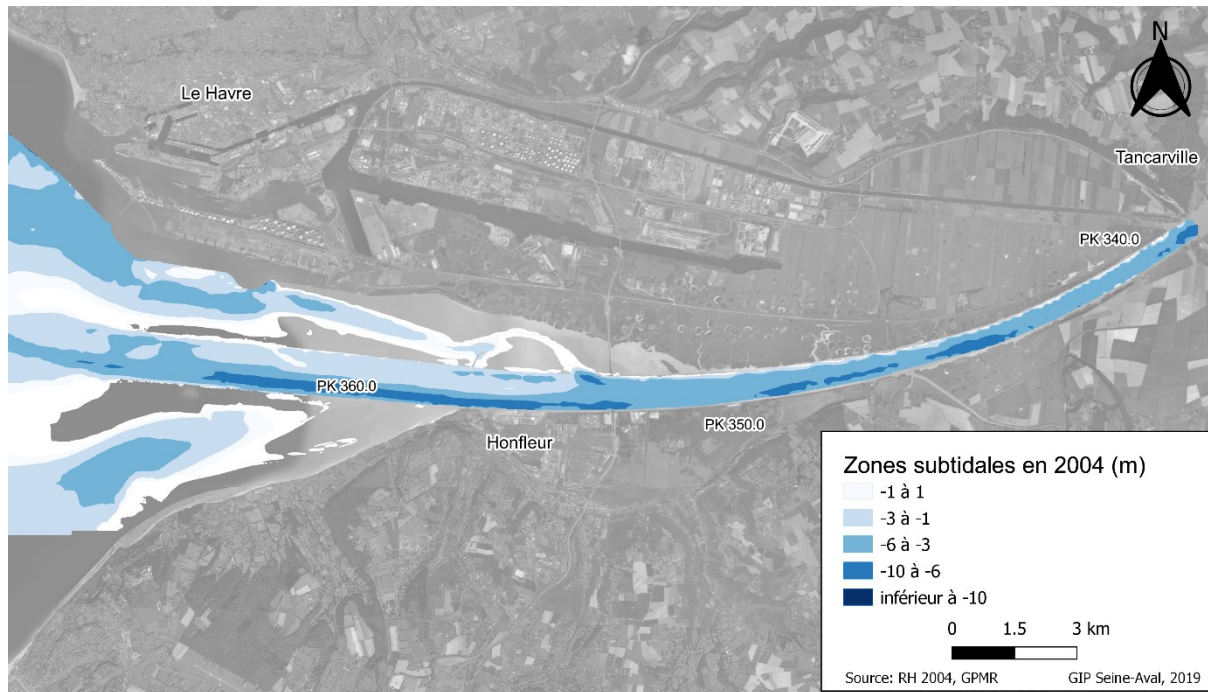 N
Le Havre
Tancarville
PK 340.0
PK 360.0
PK 350.0
Honfleur
Zones subtidales en 2004 (m)
-1 à 1
-3 à -1
-6 à -3
-10 à -6
inférieur à -10
0 1.5 3 km
Source: RH 2004, GPMR GIP Seine-Aval, 2019